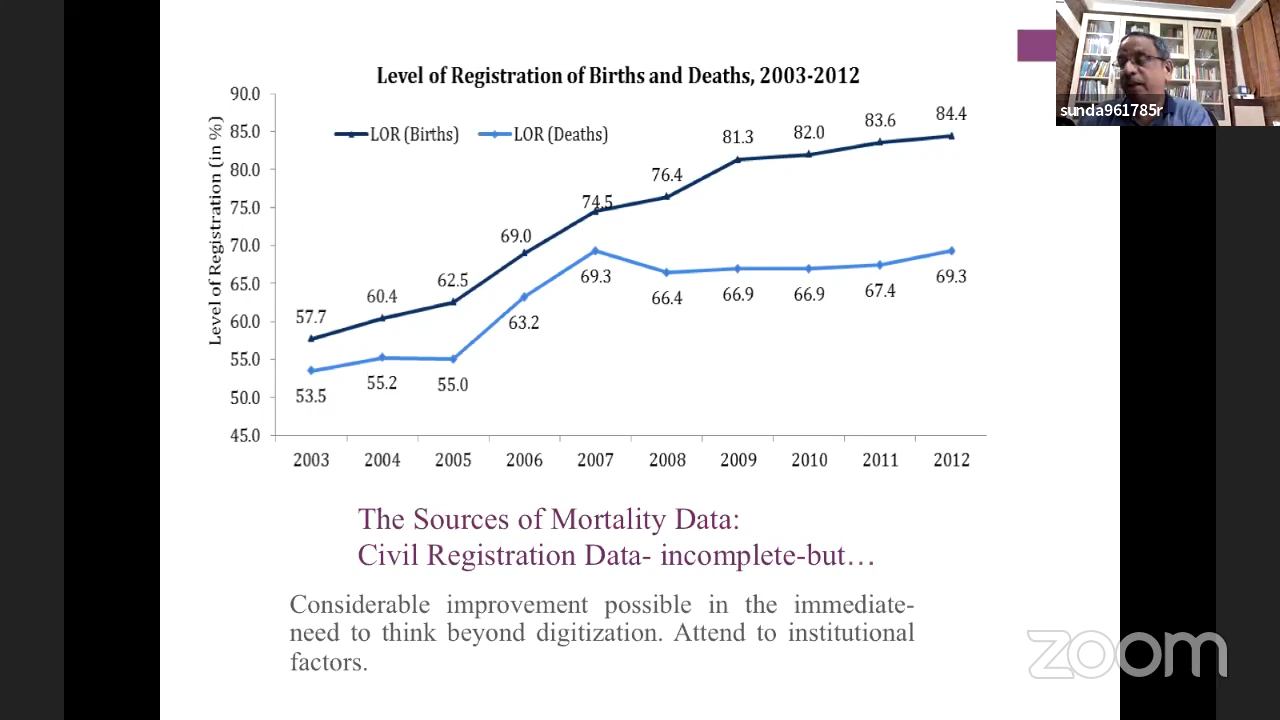 Level of Registration of Births and Deaths, 2003-2012
sunda961785r
Level of Registration (in %)
90.0
85.0
80.0
75.0
70.0
65.0
60.0
55.0
50.0
45.0
LOR (Births) LOR (Deaths)
57.7 60.4 62.5 69.0 74.5 76.4 81.3 82.0 83.6 84.4
53.5 55.2 55.0 63.2 69.3 66.4 66.9 66.9 67.4 69.3
2003 2004 2005 2006 2007 2008 2009 2010 2011 2012
The Sources of Mortality Data:
Civil Registration Data- incomplete-but…
Considerable improvement possible in the immediate-
need to think beyond digitization. Attend to institutional
factors.
zoom